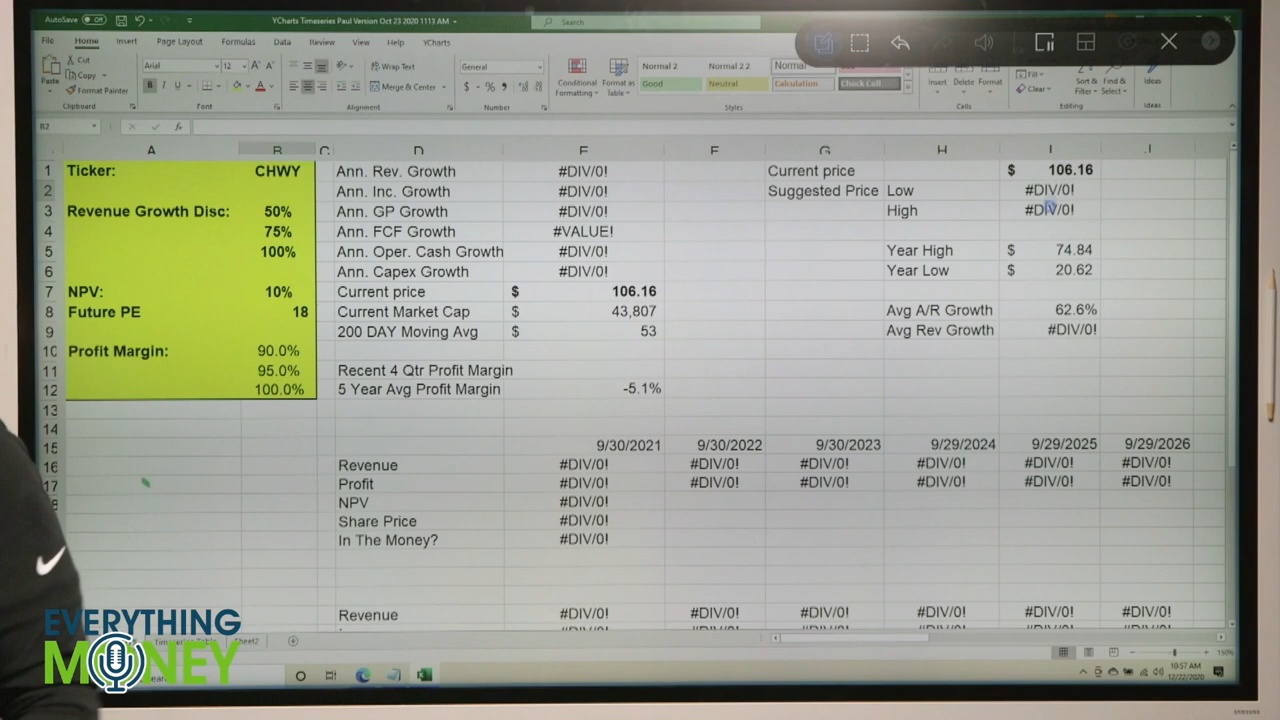 AutoSave Off YCharts Timeseries Paul Version Oct 23 2020 1113 AM Search
File Home Insert Page Layout Formulas Data Review View Help YCharts
Paste Cut Copy Format Painter Clipboard
Arial 12 B I U Font
Wrap Text Merge & Center Alignment
General $ % Number
Conditional Formatting Format as Table
Normal 2 Normal 2 2 Normal
Good Neutral Calculation Check Cell Styles
Insert Delete Format Cells
Fill Clear Sort & Filter Find & Select Editing
Ideas Ideas
B2 fx
A B C D E F G H I J
1 Ticker: CHWY Ann. Rev. Growth #DIV/0! Current price $ 106.16
2 Ann. Inc. Growth #DIV/0! Suggested Price Low #DIV/0!
3 Revenue Growth Disc: 50% Ann. GP Growth #DIV/0! High #DIV/0!
4 75% Ann. FCF Growth #VALUE!
5 100% Ann. Oper. Cash Growth #DIV/0! Year High $ 74.84
6 Ann. Capex Growth #DIV/0! Year Low $ 20.62
7 NPV: 10% Current price $ 106.16
8 Future PE 18 Current Market Cap $ 43,807 Avg A/R Growth 62.6%
9 200 DAY Moving Avg $ 53 Avg Rev Growth #DIV/0!
10 Profit Margin: 90.0%
11 95.0% Recent 4 Qtr Profit Margin
12 100.0% 5 Year Avg Profit Margin -5.1%
13
14
15 9/30/2021 9/30/2022 9/30/2023 9/29/2024 9/29/2025 9/29/2026
16 Revenue #DIV/0! #DIV/0! #DIV/0! #DIV/0! #DIV/0! #DIV/0!
17 Profit #DIV/0! #DIV/0! #DIV/0! #DIV/0! #DIV/0! #DIV/0!
NPV #DIV/0!
Share Price #DIV/0!
In The Money? #DIV/0!
Revenue #DIV/0! #DIV/0! #DIV/0! #DIV/0! #DIV/0! #DIV/0!
Timeseries Table Sheet2
150%
10:57 AM
12/22/2020
EVERYTHING
MONEY
SAMSUNG